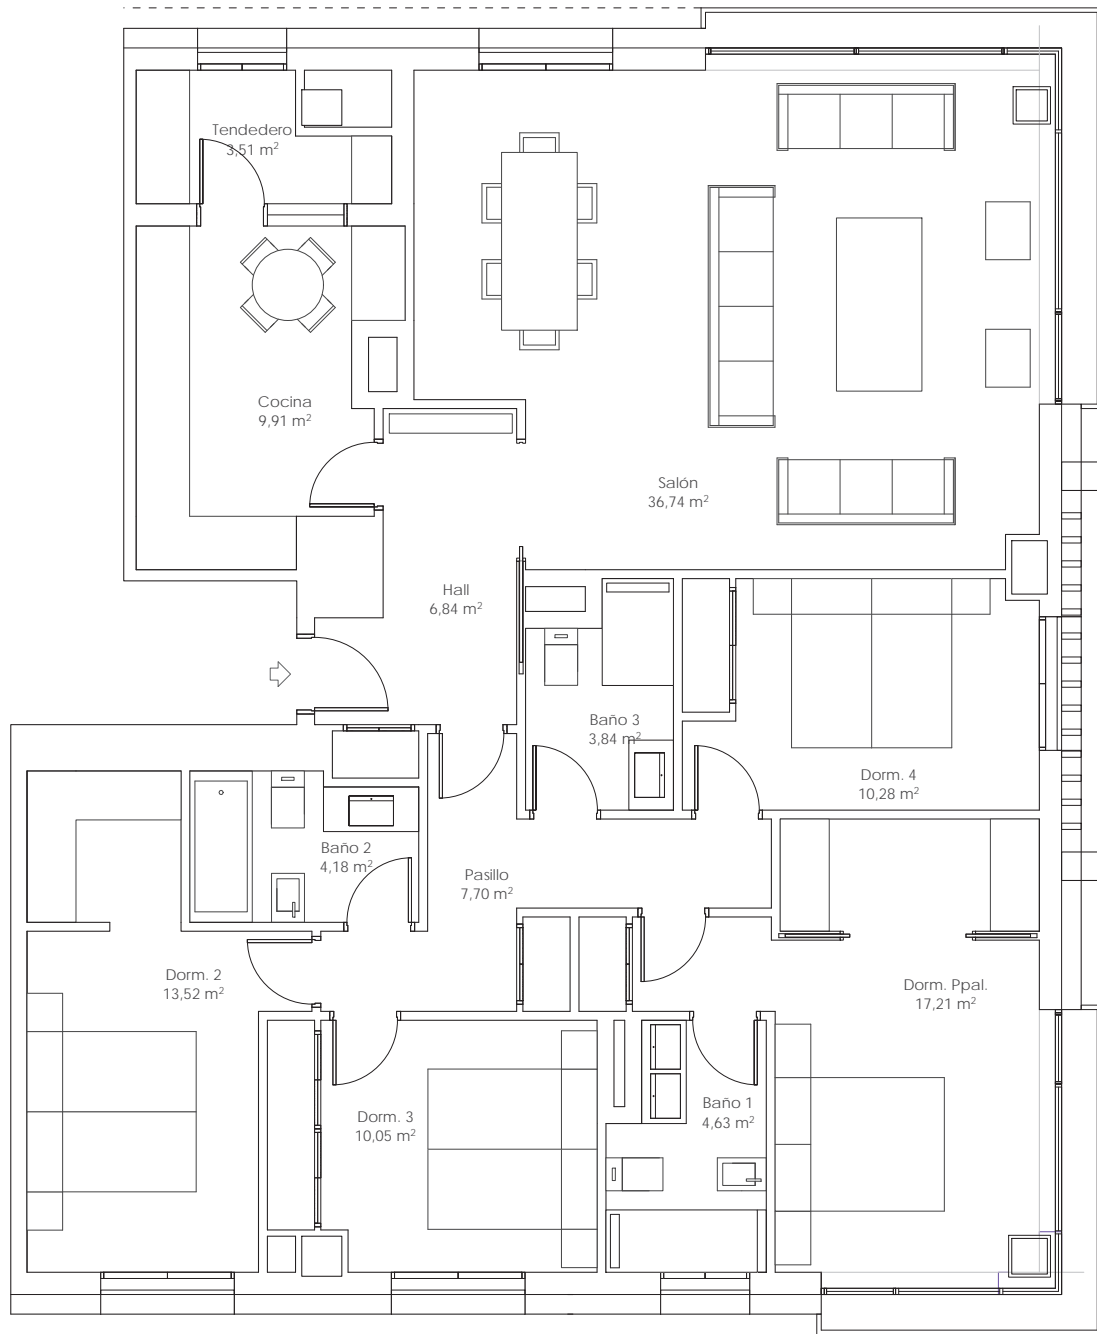 Tendedero
3,51 m²
Cocina
9,91 m²
Salón
36,74 m²
Hall
6,84 m²
Baño 3
3,84 m²
Dorm. 4
10,28 m²
Baño 2
4,18 m²
Pasillo
7,70 m²
Dorm. 2
13,52 m²
Dorm. Ppal.
17,21 m²
Dorm. 3
10,05 m²
Baño 1
4,63 m²